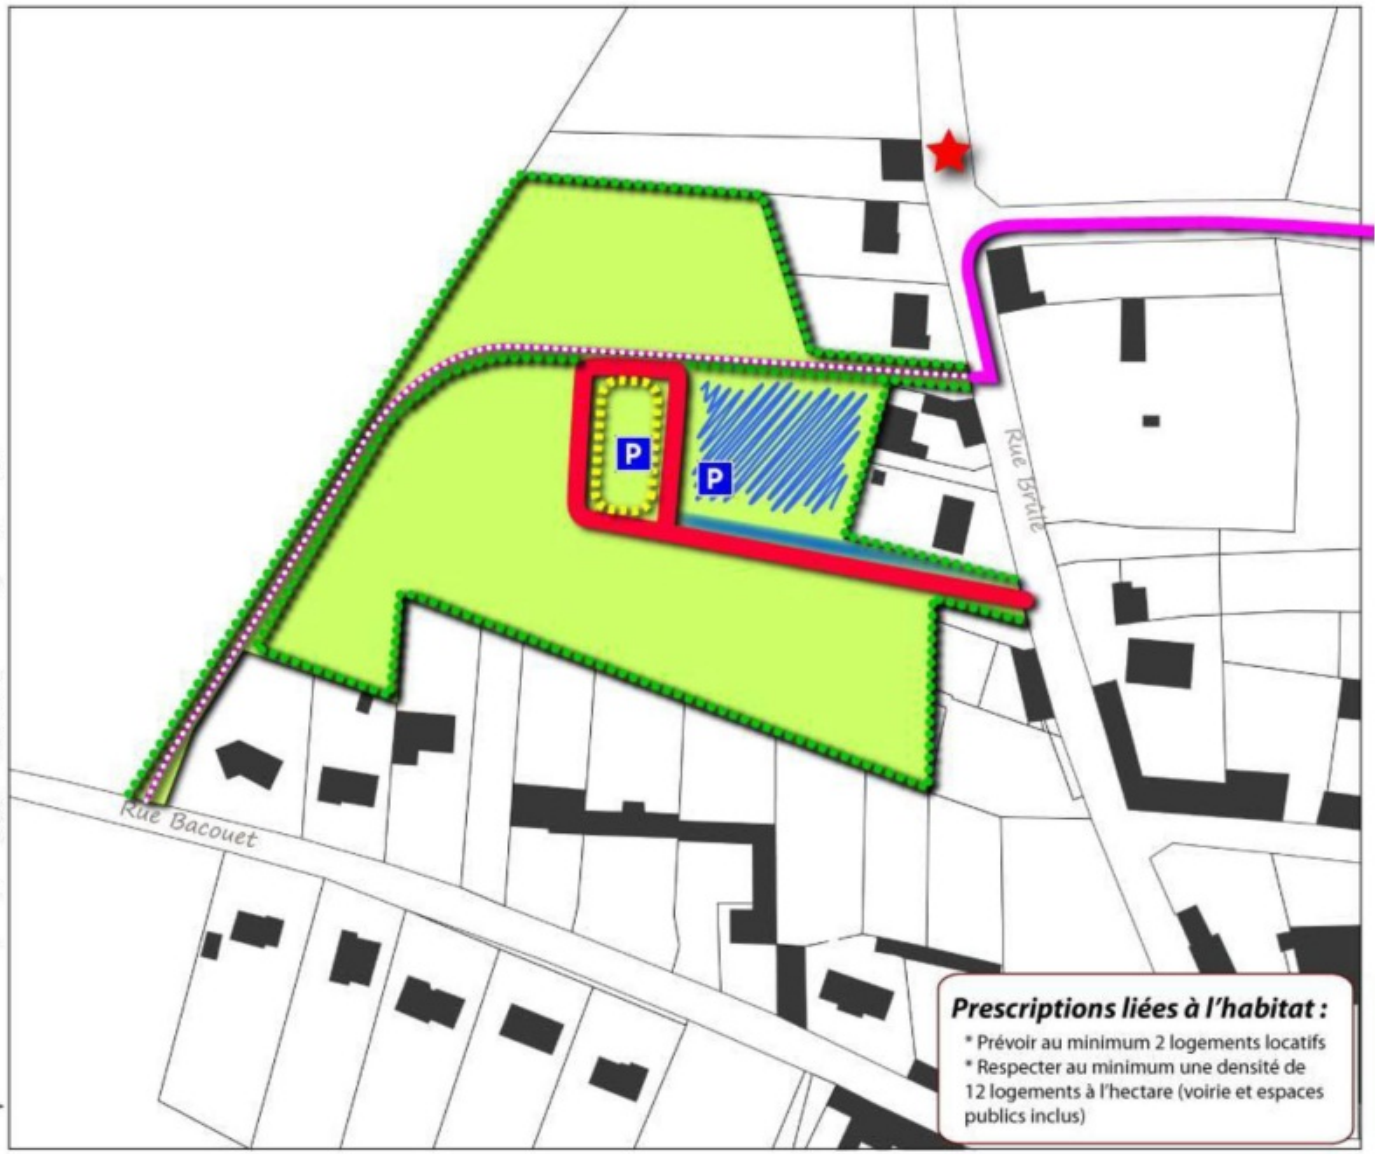 P
P
Rue Brûlé
Rue Bacouet
Prescriptions liées à l'habitat :
* Prévoir au minimum 2 logements locatifs
* Respecter au minimum une densité de
12 logements à l'hectare (voirie et espaces
publics inclus)